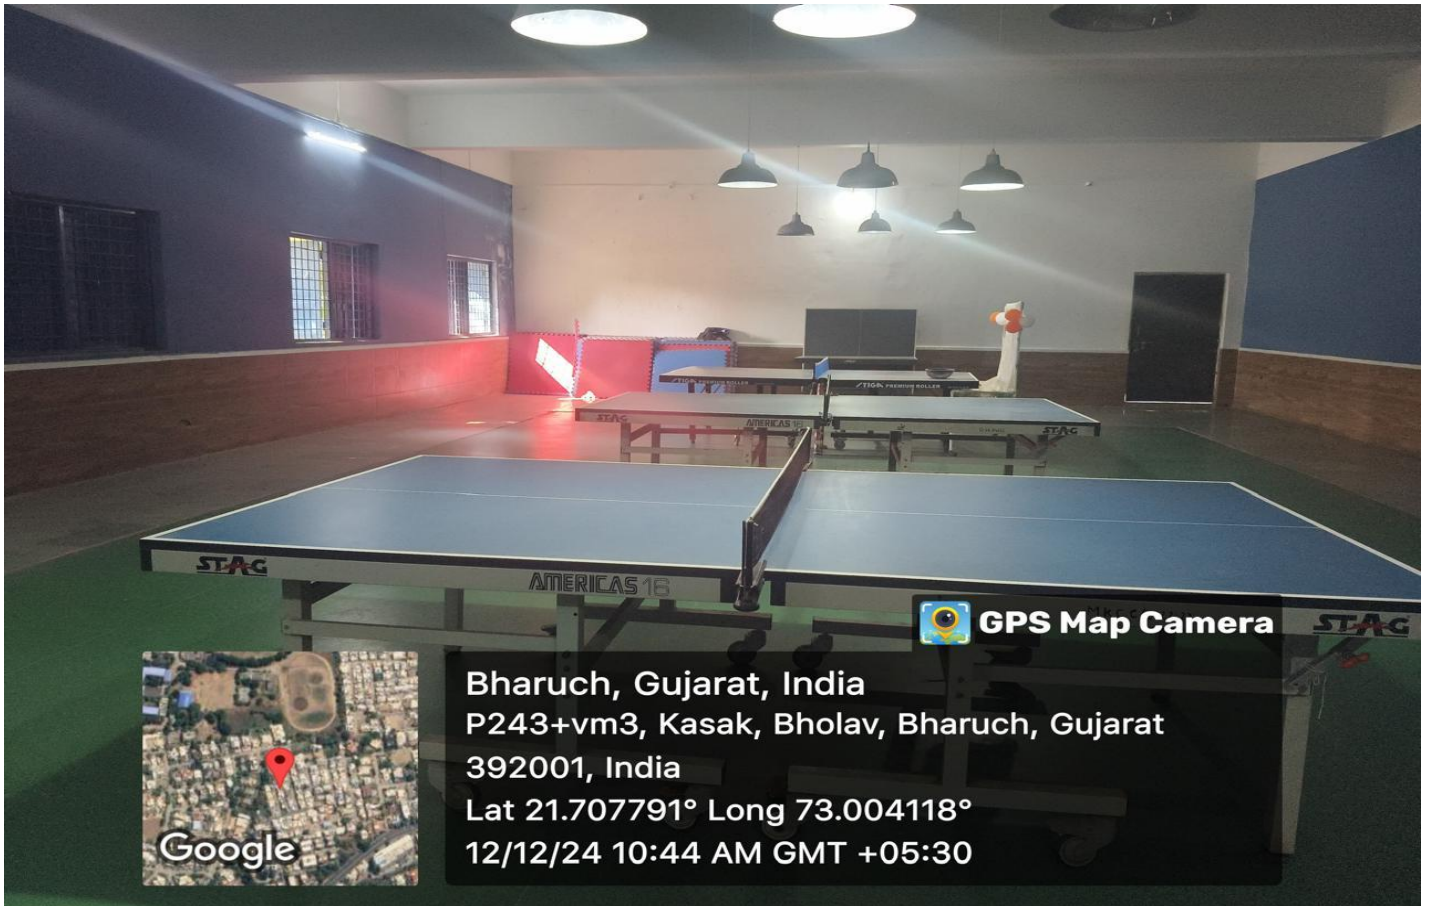 STIGA PREMIUM ROLLER
STAG
AMERICAS 16
STAG
STAG
AMERICAS 16
GPS Map Camera
STAG
Bharuch, Gujarat, India
P243+vm3, Kasak, Bholav, Bharuch, Gujarat
392001, India
Lat 21.707791° Long 73.004118°
12/12/24 10:44 AM GMT +05:30
Google